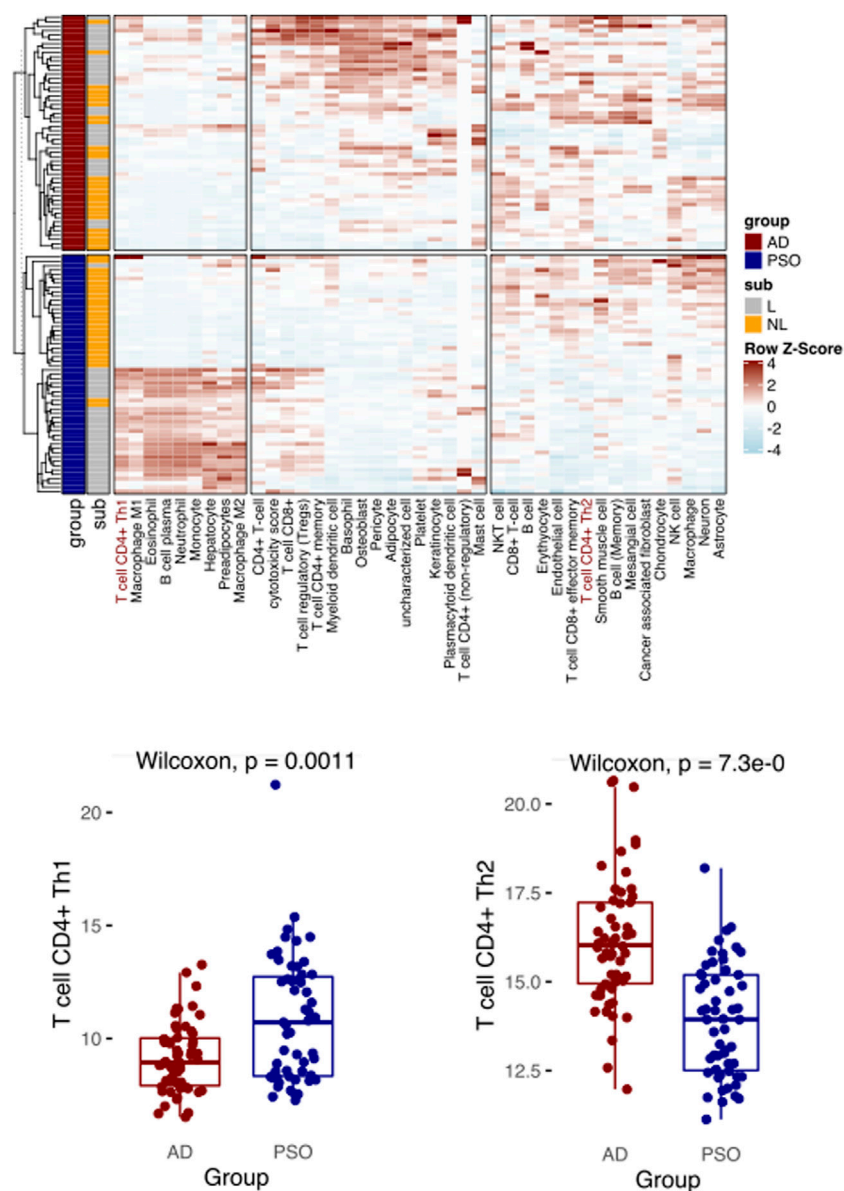 group
AD
PSO
sub
L
NL
Row Z-Score
4
2
0
-2
-4
group
sub
T cell CD4+ Th1
Macrophage M1
Eosinophil
B cell plasma
Neutrophil
Monocyte
Hepatocyte
Preadipocytes
Macrophage M2
CD4+ T-cell
cytotoxicity score
T cell CD8+
T cell regulatory (Tregs)
T cell CD4+ memory
Myeloid dendritic cell
Basophil
Osteoblast
Pericyte
Adipocyte
uncharacterized cell
Platelet
Keratinocyte
Plasmacytoid dendritic cell
T cell CD4+ (non-regulatory)
Mast cell
NKT cell
CD8+ T-cell
B cell
Erythyocyte
Endothelial cell
T cell CD8+ effector memory
T cell CD4+ Th2
Smooth muscle cell
B cell (Memory)
Mesangial cell
Cancer associated fibroblast
Chondrocyte
NK cell
Macrophage
Neuron
Astrocyte
Wilcoxon, p = 0.0011
T cell CD4+ Th1
20
15
10
AD
PSO
Group
Wilcoxon, p = 7.3e-0
T cell CD4+ Th2
20.0
17.5
15.0
12.5
AD
PSO
Group